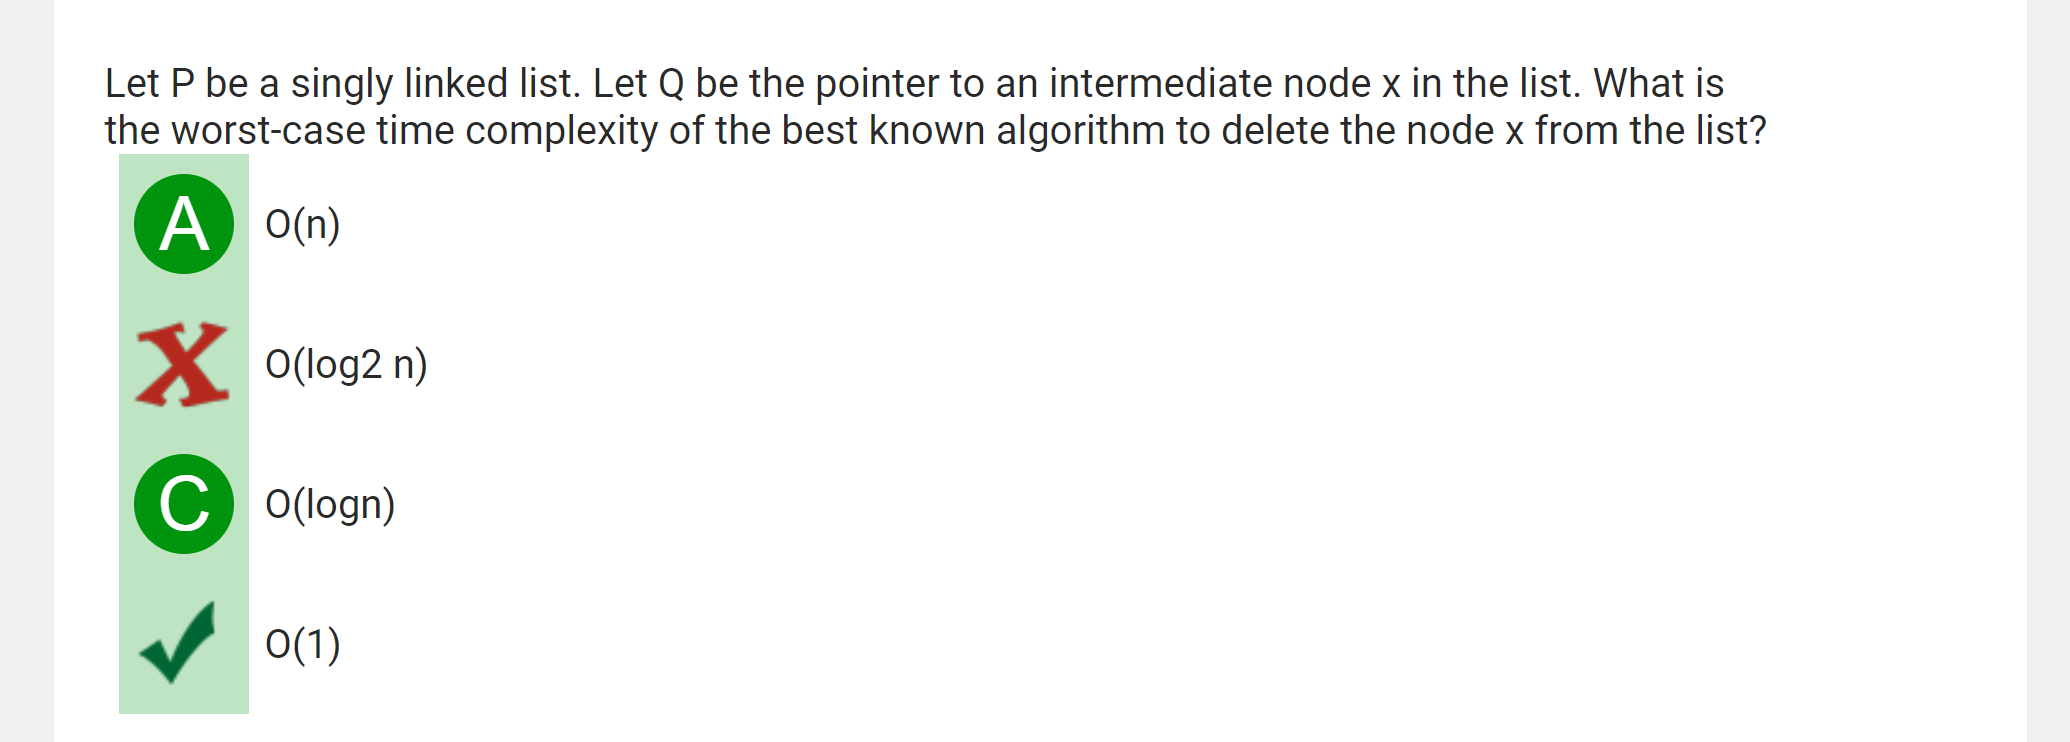 Let P be a singly linked list. Let Q be the pointer to an intermediate node x in the list. What is
the worst-case time complexity of the best known algorithm to delete the node x from the list?
A O(n)
O(log2 n)
C O(logn)
O(1)